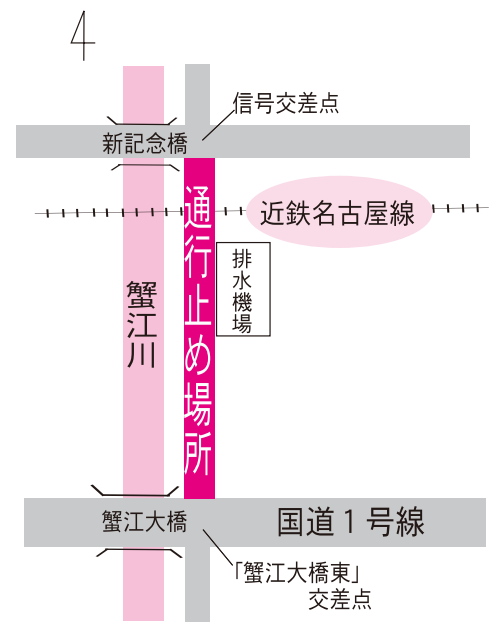 4
信号交差点
新記念橋
通行止め場所
近鉄名古屋線
排水機場
蟹江川
蟹江大橋
国道1号線
「蟹江大橋東」
交差点